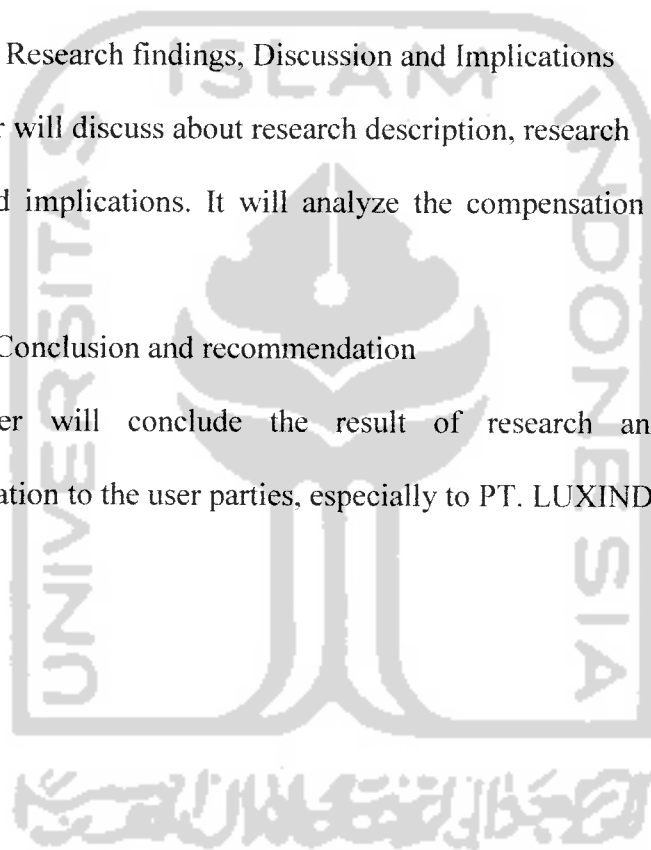 Research findings, Discussion and Implications
ISLAM
r will discuss about research description, research
d implications. It will analyze the compensation
Conclusion and recommendation
er will conclude the result of research an
ation to the user parties, especially to PT. LUXIND
UNIVERSITAS
INDONESIA